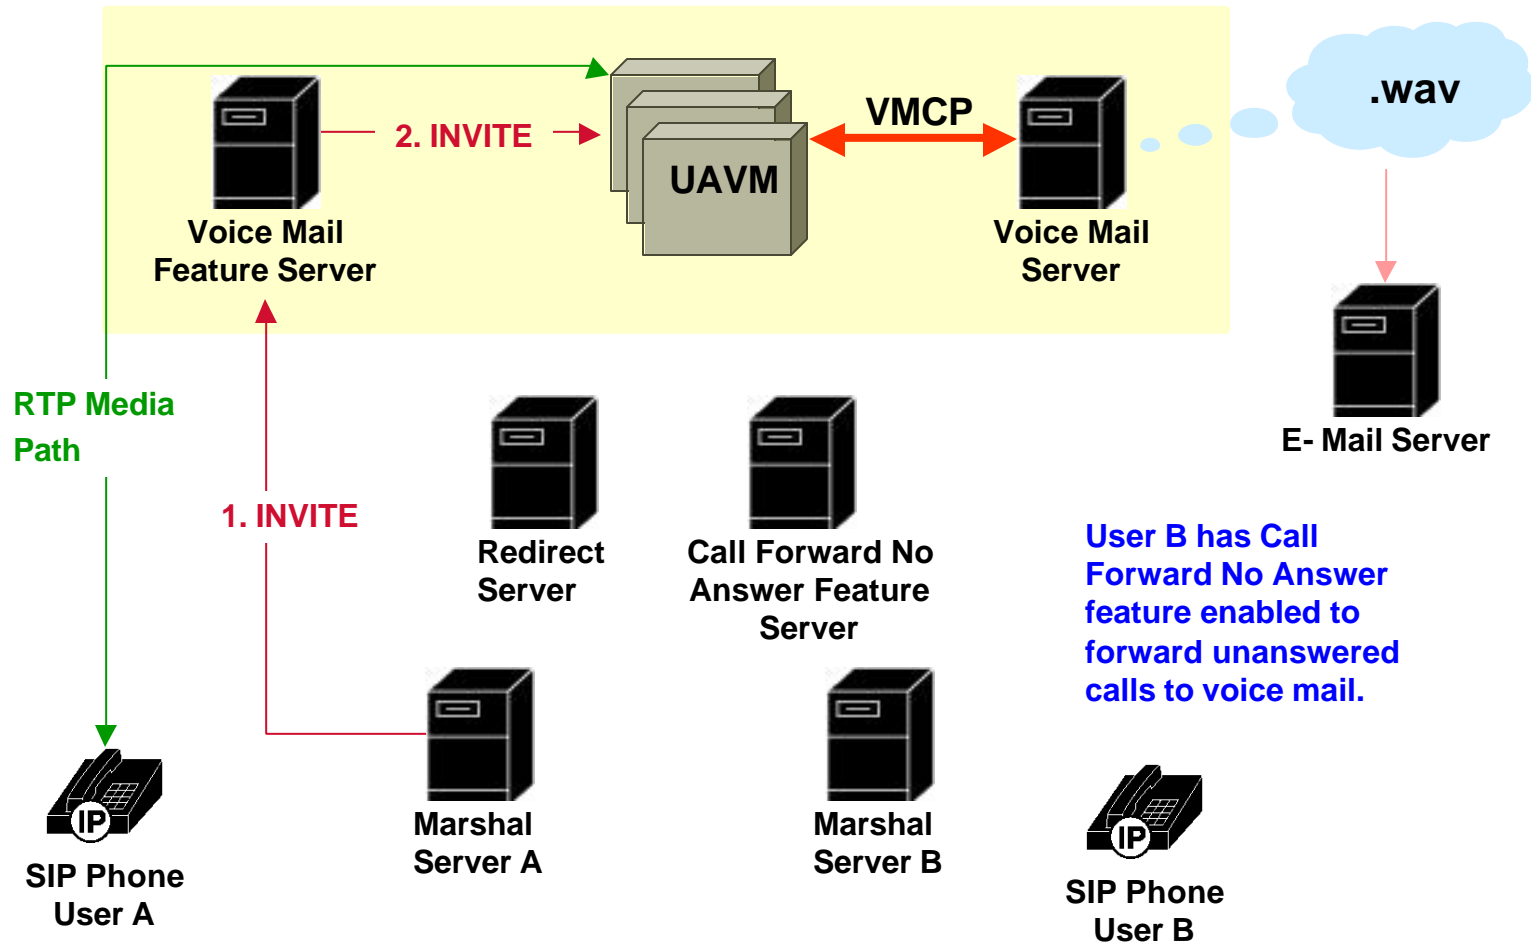 .wav
VMCP
2. INVITE
UAVM
Voice Mail
Feature Server
Voice Mail
Server
RTP Media
Path
E- Mail Server
1. INVITE
Redirect
Server
Call Forward No
Answer Feature
Server
User B has Call
Forward No Answer
feature enabled to
forward unanswered
calls to voice mail.
IP
SIP Phone
User A
Marshal
Server A
Marshal
Server B
IP
SIP Phone
User B